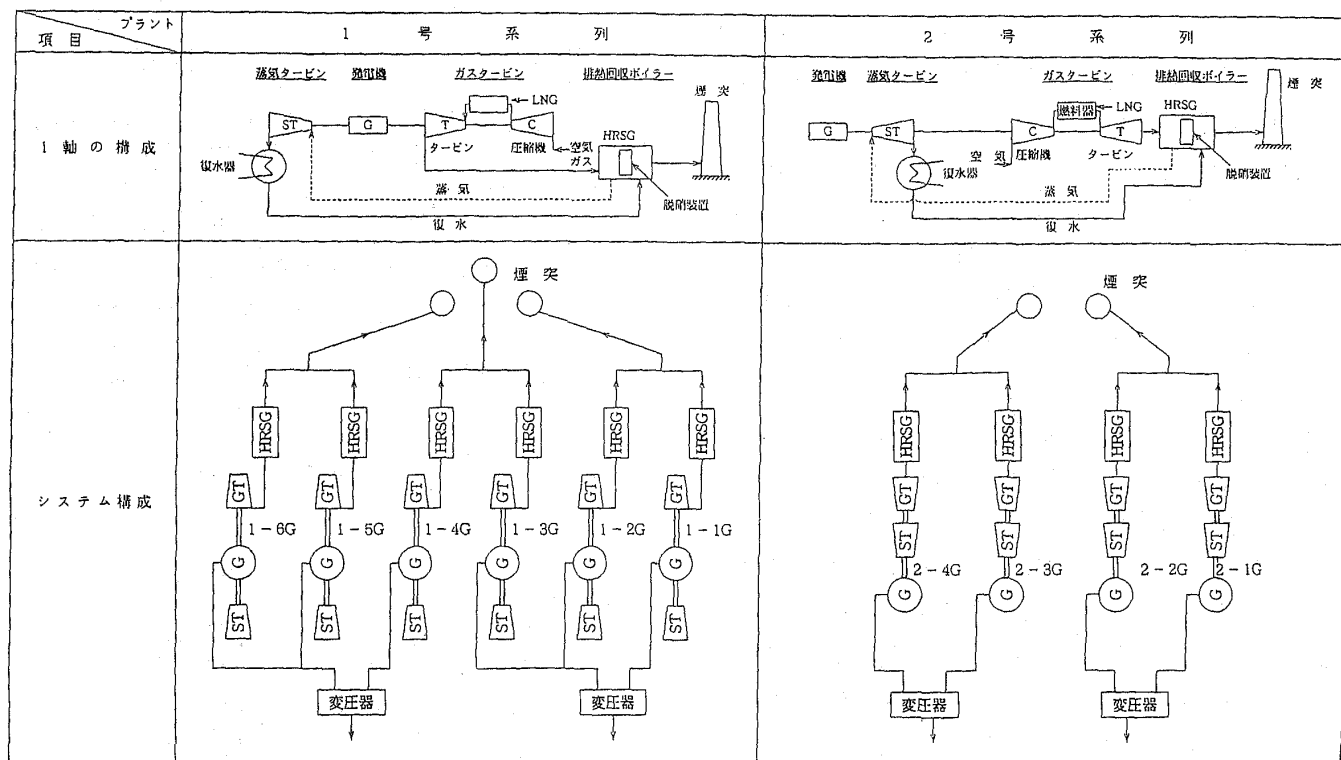 プラント
項目
1号系列
2号系列
1軸の構成
蒸気タービン 発電機 ガスタービン 排熱回収ボイラー
煙突
LNG
ST
G
T
C
HRSG
空気
圧縮機
ガス
タービン
復水器
蒸気
脱硝装置
復水
発電機 蒸気タービン ガスタービン 排熱回収ボイラー
煙突
HRSG
LNG
燃料器
G
ST
C
T
空気
圧縮機
タービン
復水器
蒸気
脱硝装置
復水
システム構成
煙突
HRSG HRSG HRSG HRSG HRSG HRSG
GT GT GT GT GT GT
1-6G 1-5G 1-4G 1-3G 1-2G 1-1G
G G G G G G
ST ST ST ST ST ST
変圧器 変圧器
煙突
HRSG HRSG HRSG HRSG
GT GT GT GT
ST ST ST ST
2-4G 2-3G 2-2G 2-1G
G G G G
変圧器 変圧器